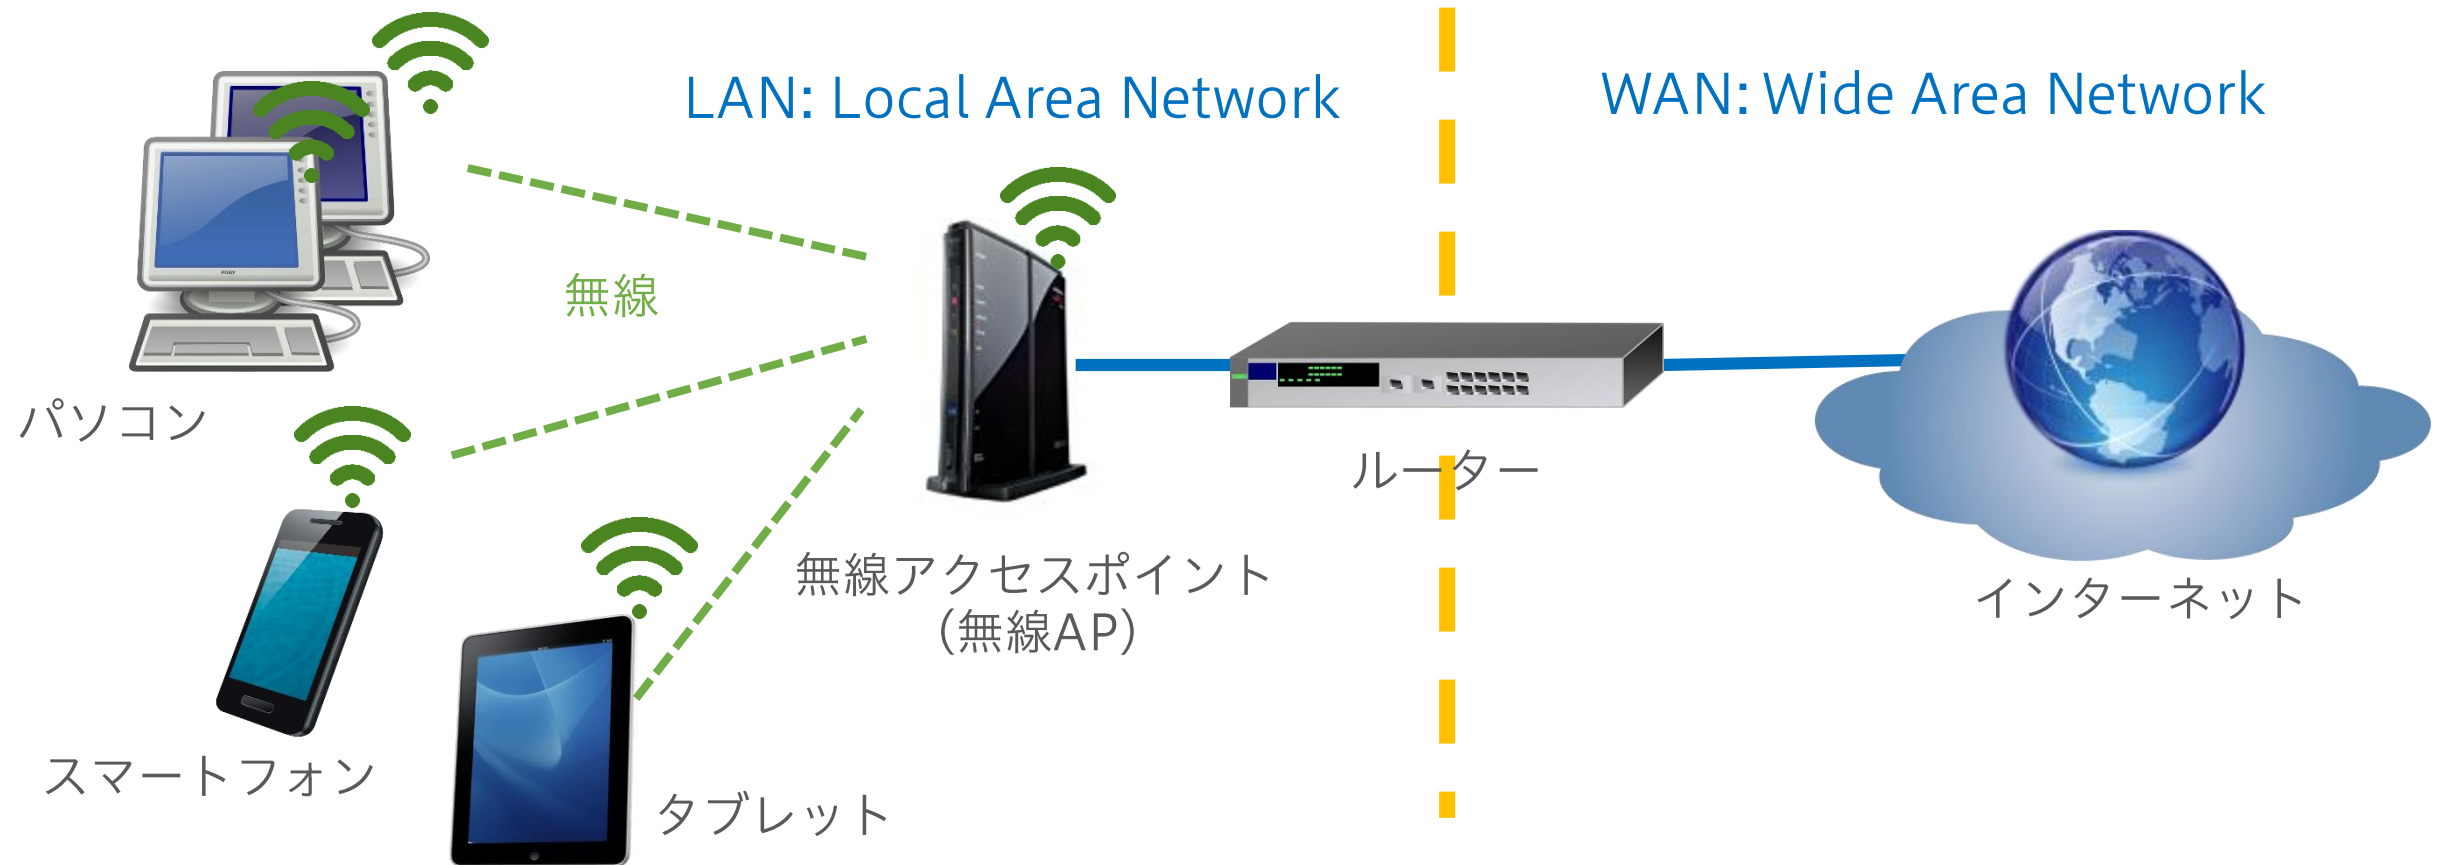 LAN: Local Area Network
WAN: Wide Area Network
無線
パソコン
ルーター
無線アクセスポイント
(無線AP)
インターネット
スマートフォン
タブレット